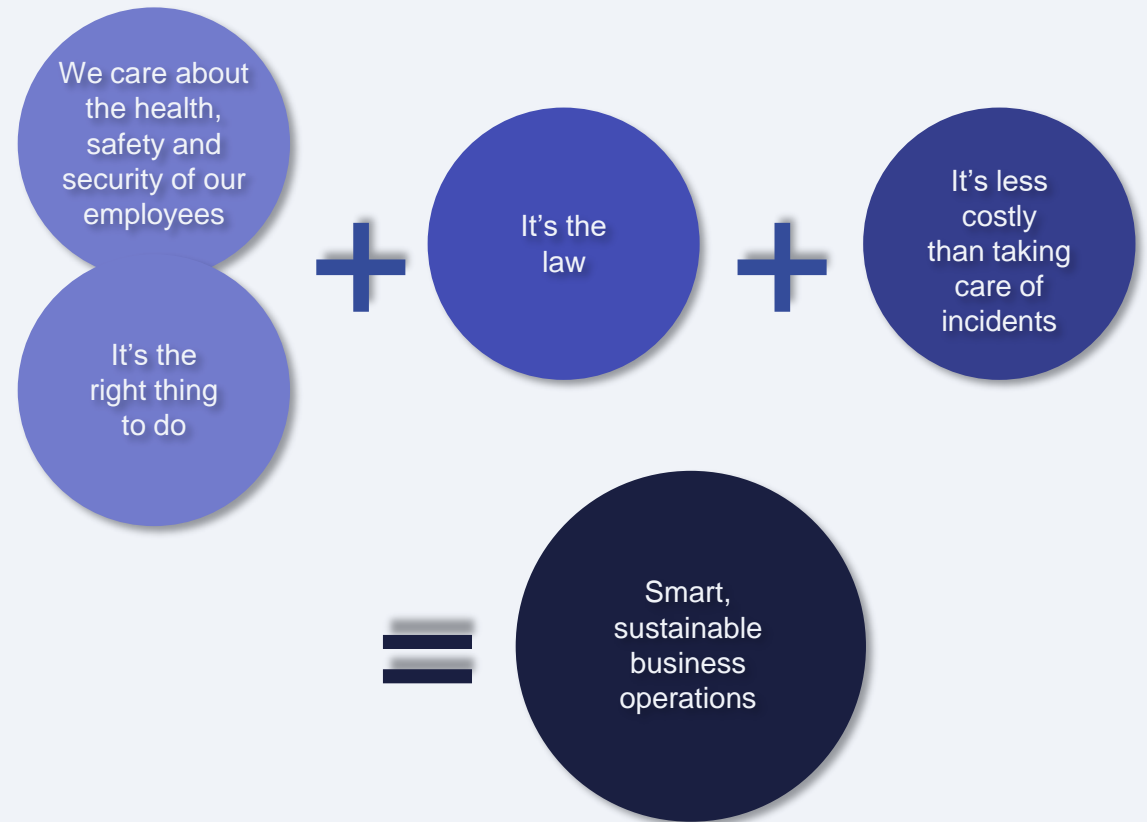 We care about
the health,
safety and
security of our
employees
It’s the
right thing
to do
+
It’s the
law
+
It’s less
costly
than taking
care of
incidents
=
Smart,
sustainable
business
operations